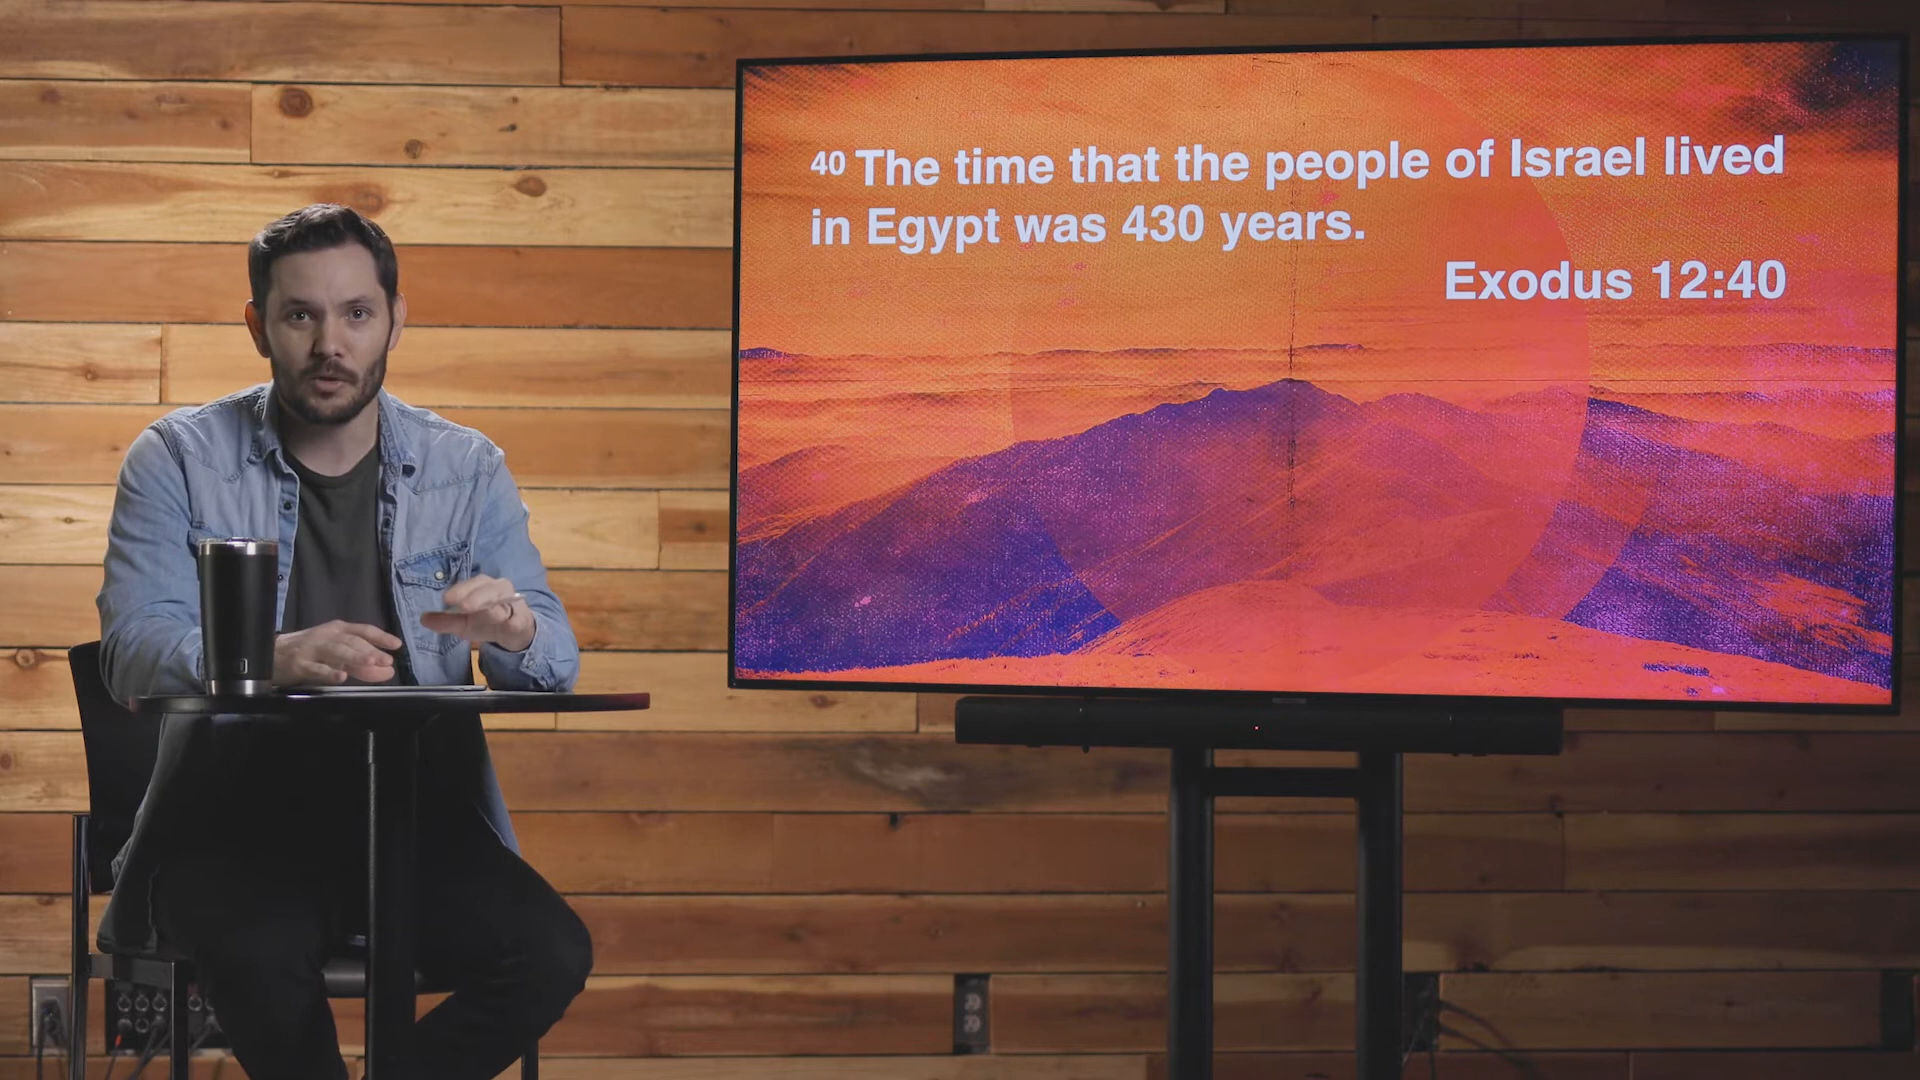 40 The time that the people of Israel lived
in Egypt was 430 years.
Exodus 12:40